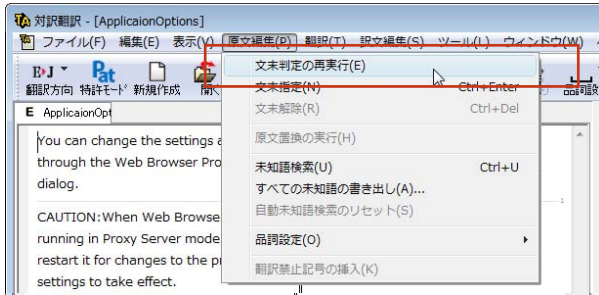 対訳翻訳 - [ApplicaionOptions]
ファイル(F) 編集(E) 表示(V) 原文編集(P) 翻訳(T) 訳文編集(S) ツール(L) ウィンドウ(W)
E›J Pat
翻訳方向 特許モード 新規作成 開く 品詞設
E ApplicaionOpt
文末判定の再実行(E)
文末指定(N) Ctrl+Enter
文末解除(R) Ctrl+Del
原文置換の実行(H)
未知語検索(U) Ctrl+U
すべての未知語の書き出し(A)...
自動未知語検索のリセット(S)
品詞設定(O)
翻訳禁止記号の挿入(K)
You can change the settings a
through the Web Browser Pro
dialog.
CAUTION:When Web Browse
running in Proxy Server mode
restart it for changes to the p
settings to take effect.
1